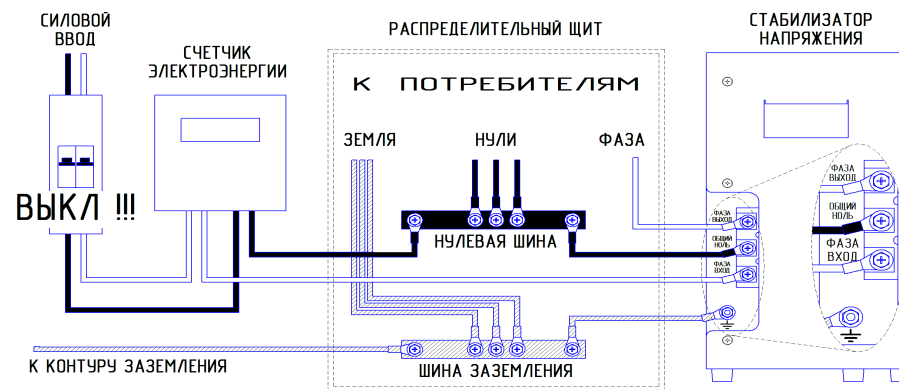 СИЛОВОЙ
ВВОД
СЧЕТЧИК
ЭЛЕКТРОЭНЕРГИИ
ВЫКЛ !!!
РАСПРЕДЕЛИТЕЛЬНЫЙ ЩИТ
К ПОТРЕБИТЕЛЯМ
ЗЕМЛЯ
НУЛИ
ФАЗА
НУЛЕВАЯ ШИНА
ШИНА ЗАЗЕМЛЕНИЯ
К КОНТУРУ ЗАЗЕМЛЕНИЯ
СТАБИЛИЗАТОР
НАПРЯЖЕНИЯ
ФАЗА
ВЫХОД
ОБЩИЙ
НОЛЬ
ФАЗА
ВХОД
ФАЗА
ВЫХОД
ОБЩИЙ
НОЛЬ
ФАЗА
ВХОД